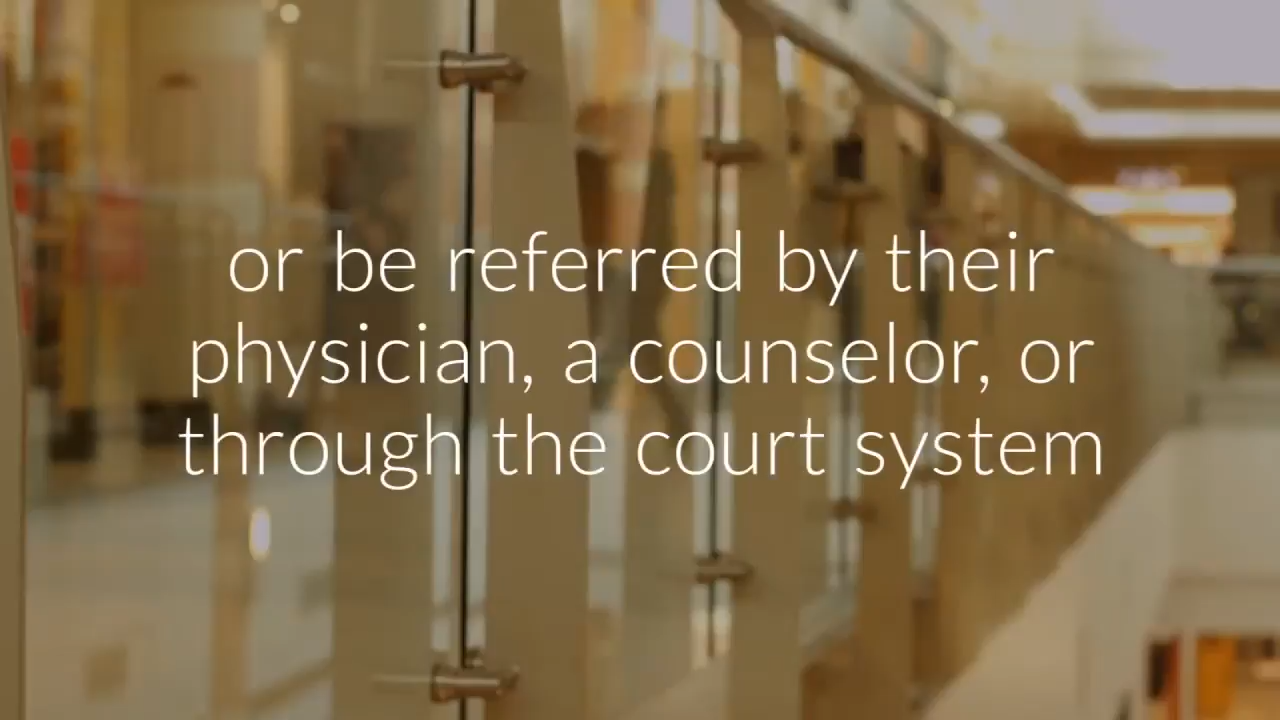 or be referred by their
physician, a counselor, or
through the court system